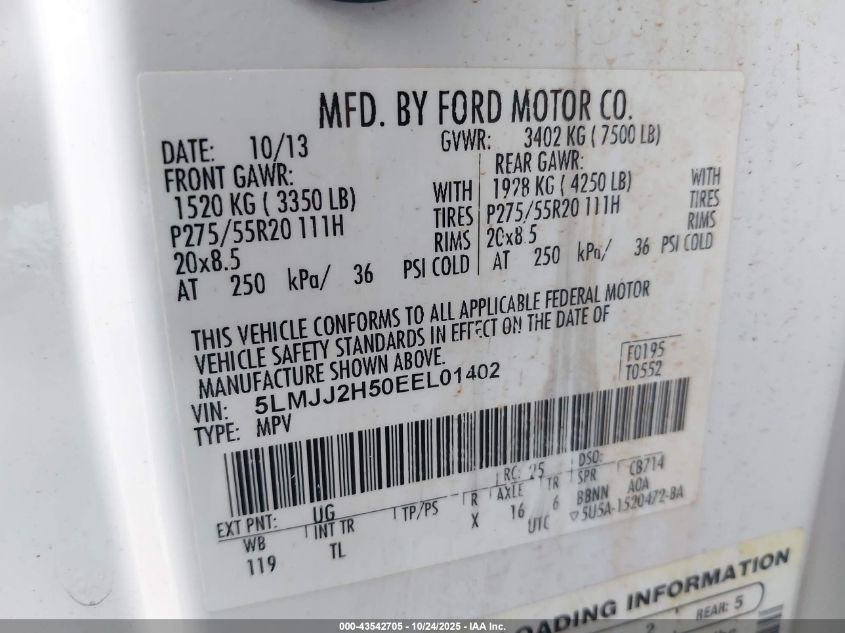 MFD. BY FORD MOTOR CO.
DATE: 10/13 GVWR: 3402 KG ( 7500 LB)
FRONT GAWR: REAR GAWR:
1520 KG ( 3350 LB) WITH 1928 KG ( 4250 LB) WITH
P275/55R20 111H TIRES P275/55R20 111H TIRES
20x8.5 RIMS 20x8.5 RIMS
AT 250 kPa/ 36 PSI COLD AT 250 kPa/ 36 PSI COLD
THIS VEHICLE CONFORMS TO ALL APPLICABLE FEDERAL MOTOR
VEHICLE SAFETY STANDARDS IN EFFECT ON THE DATE OF
MANUFACTURE SHOWN ABOVE.
F0195
VIN: 5LMJJ2H50EEL01402 T0552
TYPE: MPV
EXT PNT: UG RC: 25 DSO:
WB INT TR TP/PS R AXLE TR SPR CB714
119 TL X 16 6 BBNN AOA
UTC ▽5U5A-1520472-BA
OADING INFORMATION
2 REAR: 5
000-43542705 - 10/24/2025 - IAA Inc.